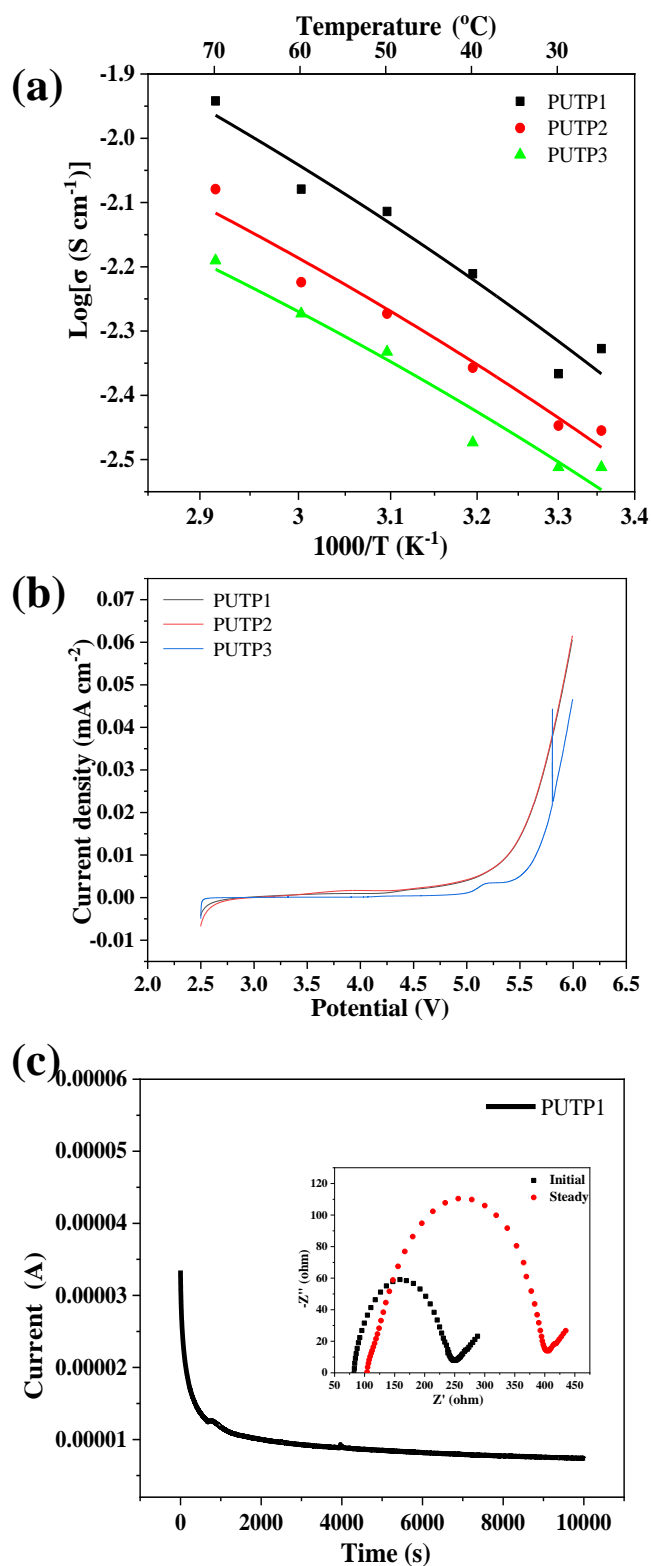 Temperature (°C)
70 60 50 40 30
(a)
-1.9
-2.0
-2.1
-2.2
-2.3
-2.4
-2.5
Log[σ (S cm⁻¹)]
PUTP1
PUTP2
PUTP3
2.9 3 3.1 3.2 3.3 3.4
1000/T (K⁻¹)
(b)
0.07
0.06
0.05
0.04
0.03
0.02
0.01
0.00
-0.01
Current density (mA cm⁻²)
PUTP1
PUTP2
PUTP3
2.0 2.5 3.0 3.5 4.0 4.5 5.0 5.5 6.0 6.5
Potential (V)
(c)
0.00006
0.00005
0.00004
0.00003
0.00002
0.00001
Current (A)
PUTP1
120
100
80
60
40
20
0
-Z'' (ohm)
Initial
Steady
50 100 150 200 250 300 350 400 450
Z' (ohm)
0 2000 4000 6000 8000 10000
Time (s)